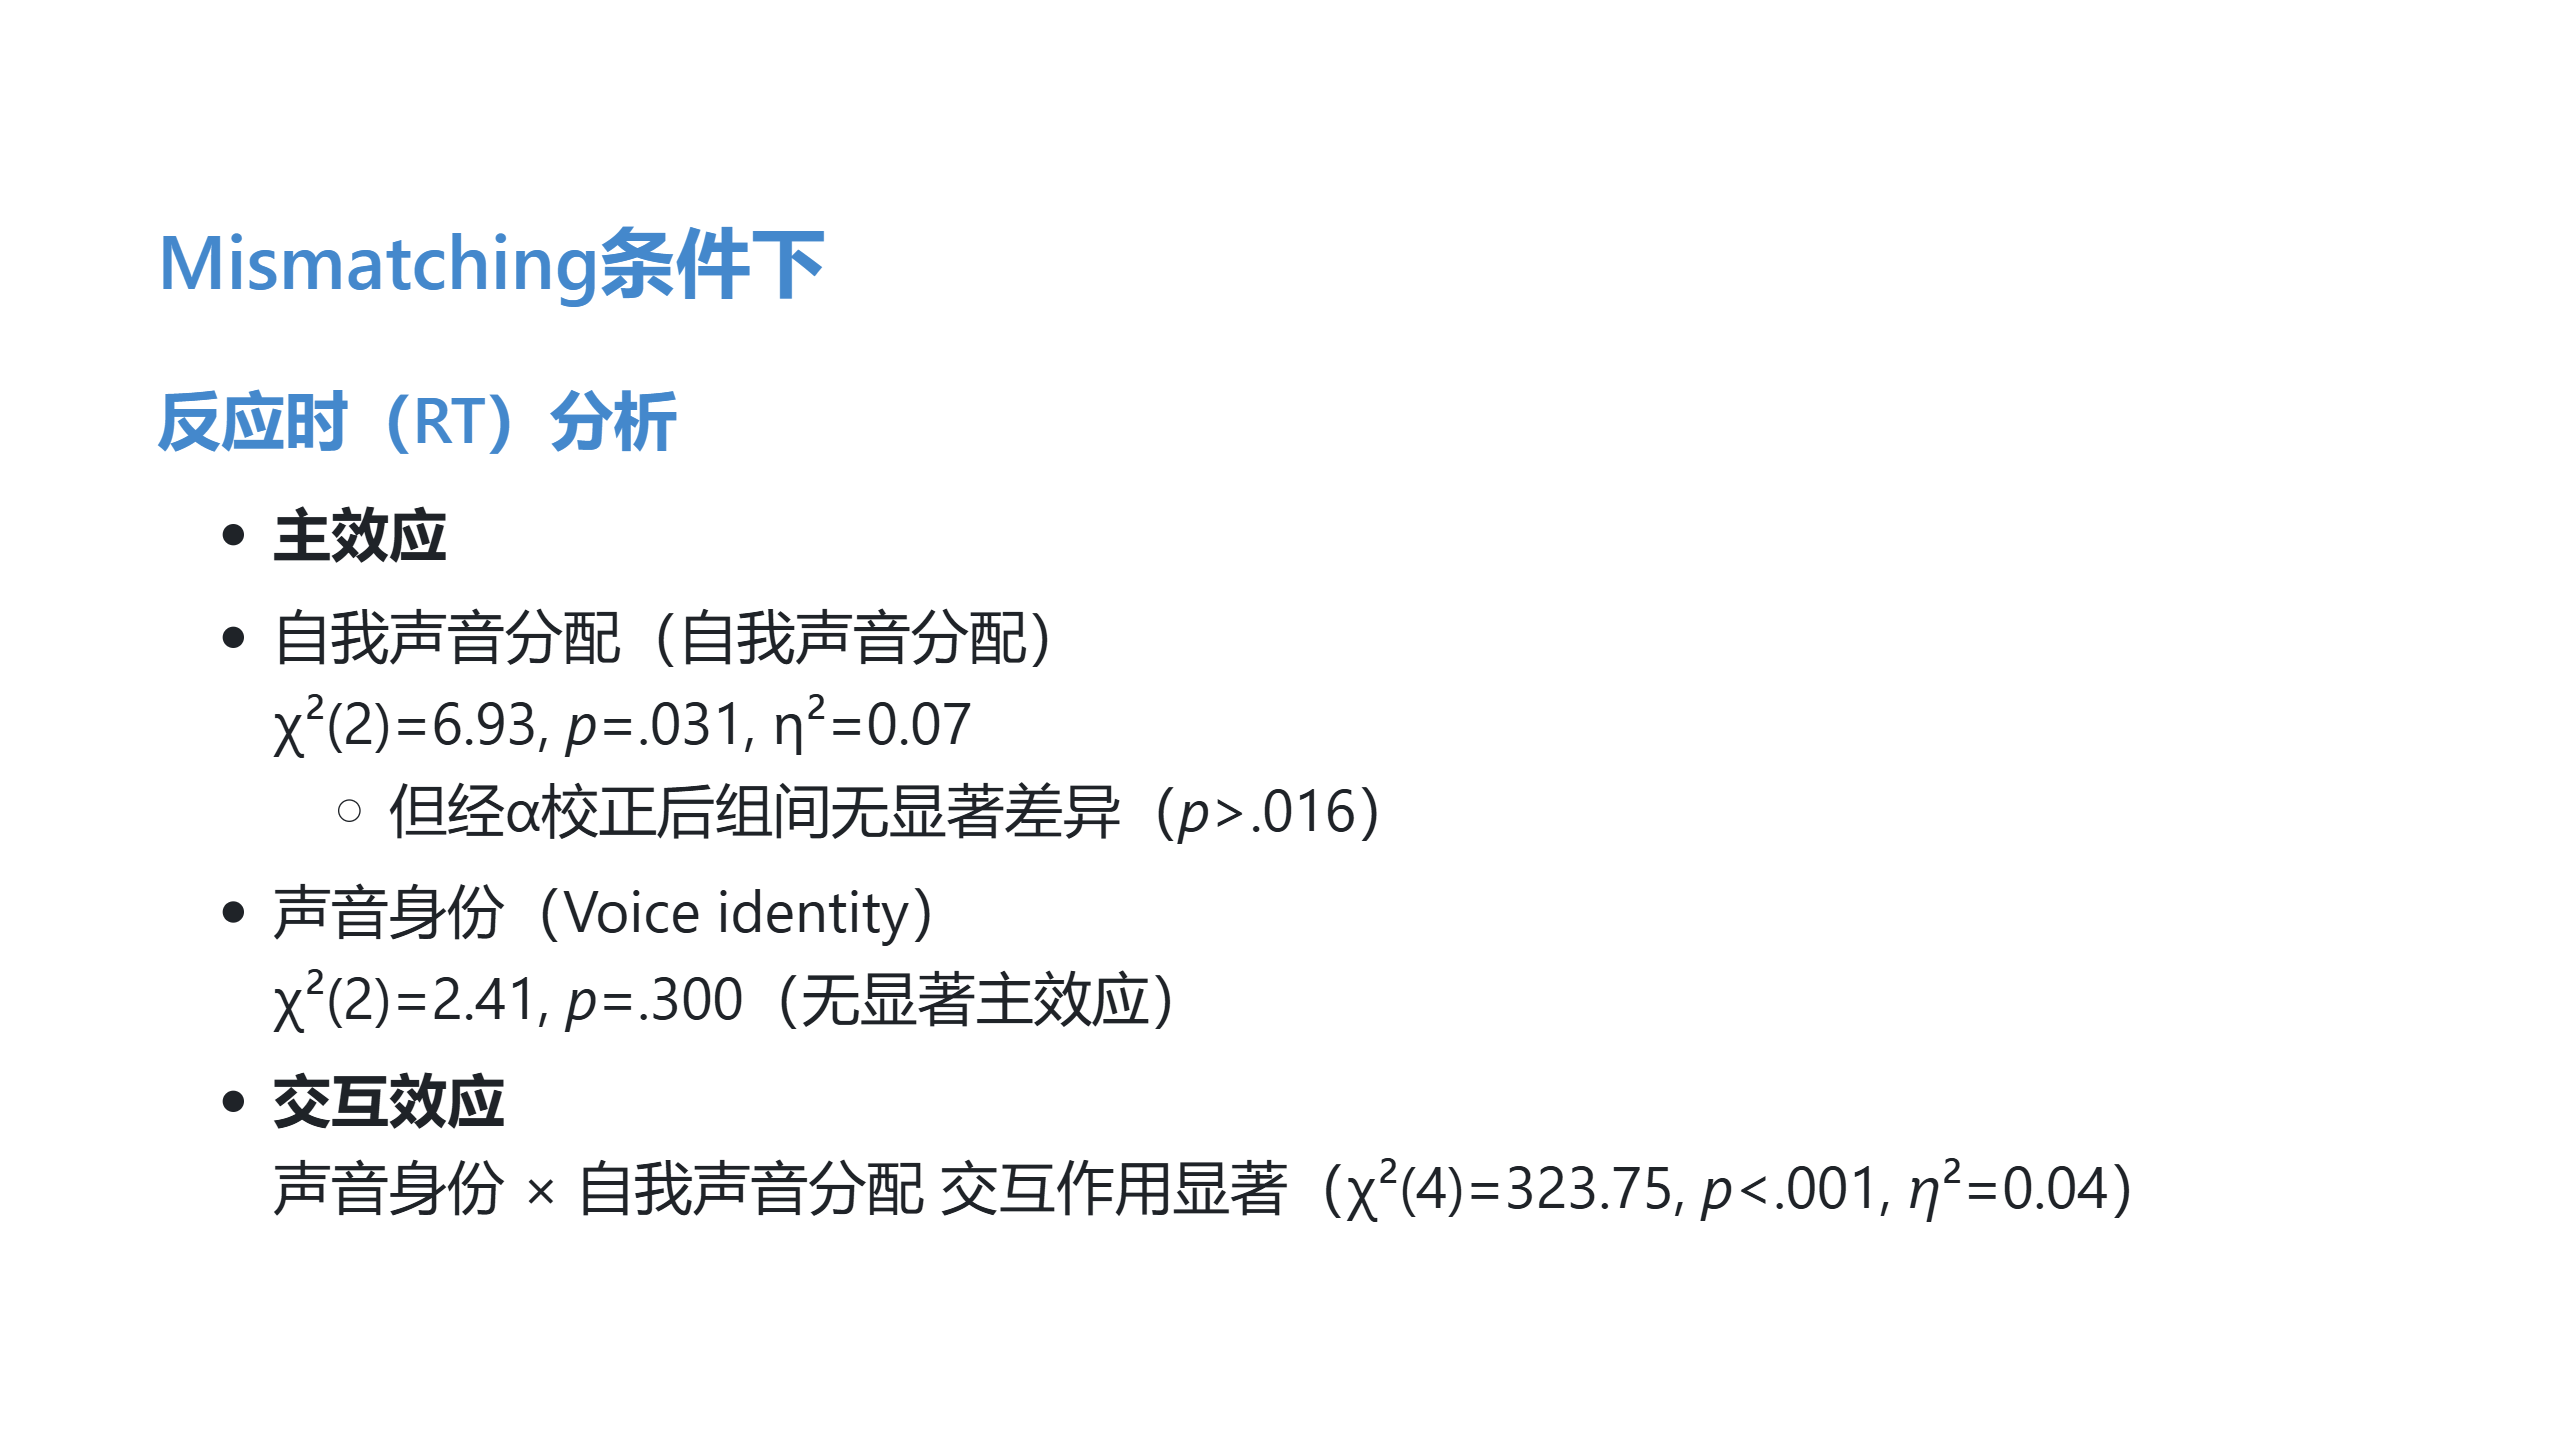 Mismatching条件下
反应时（RT）分析
• 主效应
• 自我声音分配（自我声音分配）
χ²(2)=6.93, p=.031, η²=0.07
○ 但经α校正后组间无显著差异（p>.016）
• 声音身份（Voice identity）
χ²(2)=2.41, p=.300（无显著主效应）
• 交互效应
声音身份 × 自我声音分配 交互作用显著（χ²(4)=323.75, p<.001, η²=0.04）